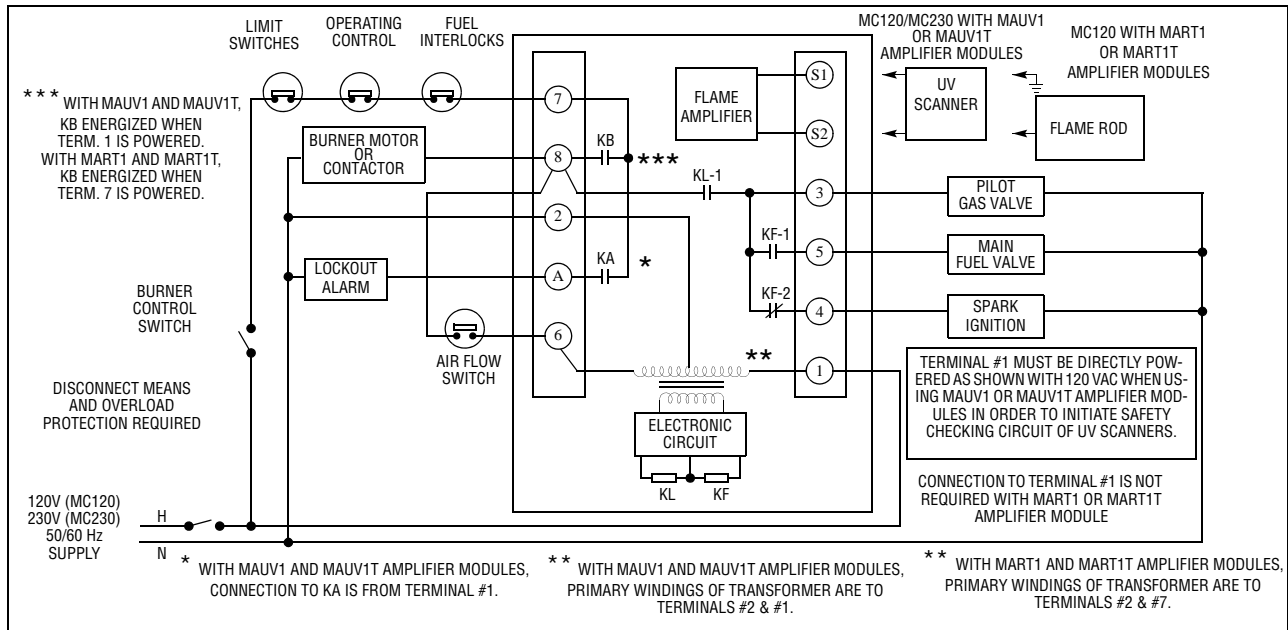 LIMIT
SWITCHES
OPERATING
CONTROL
FUEL
INTERLOCKS
MC120/MC230 WITH MAUV1
OR MAUV1T
AMPLIFIER MODULES
MC120 WITH MART1
OR MART1T
AMPLIFIER MODULES
*** WITH MAUV1 AND MAUV1T,
KB ENERGIZED WHEN
TERM. 1 IS POWERED.
WITH MART1 AND MART1T,
KB ENERGIZED WHEN
TERM. 7 IS POWERED.
7
FLAME
AMPLIFIER
S1
S2
UV
SCANNER
FLAME ROD
BURNER MOTOR
OR
CONTACTOR
8
KB
***
KL-1
3
PILOT
GAS VALVE
2
KF-1
5
MAIN
FUEL VALVE
LOCKOUT
ALARM
A
KA
*
KF-2
4
SPARK
IGNITION
BURNER
CONTROL
SWITCH
AIR FLOW
SWITCH
6
**
1
TERMINAL #1 MUST BE DIRECTLY POW-
ERED AS SHOWN WITH 120 VAC WHEN US-
ING MAUV1 OR MAUV1T AMPLIFIER MOD-
ULES IN ORDER TO INITIATE SAFETY
CHECKING CIRCUIT OF UV SCANNERS.
DISCONNECT MEANS
AND OVERLOAD
PROTECTION REQUIRED
ELECTRONIC
CIRCUIT
KL
KF
CONNECTION TO TERMINAL #1 IS NOT
REQUIRED WITH MART1 OR MART1T
AMPLIFIER MODULE
120V (MC120)
230V (MC230)
50/60 Hz
SUPPLY
H
N
* WITH MAUV1 AND MAUV1T AMPLIFIER MODULES,
CONNECTION TO KA IS FROM TERMINAL #1.
** WITH MAUV1 AND MAUV1T AMPLIFIER MODULES,
PRIMARY WINDINGS OF TRANSFORMER ARE TO
TERMINALS #2 & #1.
** WITH MART1 AND MART1T AMPLIFIER MODULES,
PRIMARY WINDINGS OF TRANSFORMER ARE TO
TERMINALS #2 & #7.